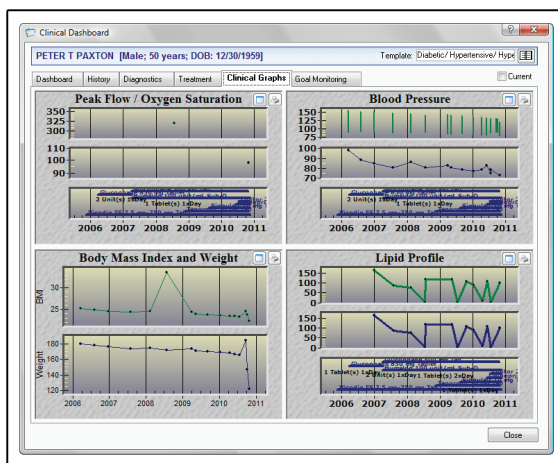 Clinical Dashboard
PETER T PAXTON [Male; 50 years; DOB: 12/30/1959]
Template: Diabetic/ Hypertensive/ Hype
Dashboard History Diagnostics Treatment Clinical Graphs Goal Monitoring
Current
Peak Flow / Oxygen Saturation
350
325
300
110
100
90
2 Unit(s) 1xDay
1 Tablet(s) 1xDay
2006 2007 2008 2009 2010 2011
Blood Pressure
150
125
100
75
100
90
80
70
2 Unit(s) 1xDay
1 Tablet(s) 1xDay
2006 2007 2008 2009 2010 2011
Body Mass Index and Weight
BMI
30
25
Weight
180
160
140
120
2006 2007 2008 2009 2010 2011
Lipid Profile
150
100
50
0
150
100
50
0
1 Tablet(s) 1xDay
1 Tablet(s) 2xDay
2006 2007 2008 2009 2010 2011
Close